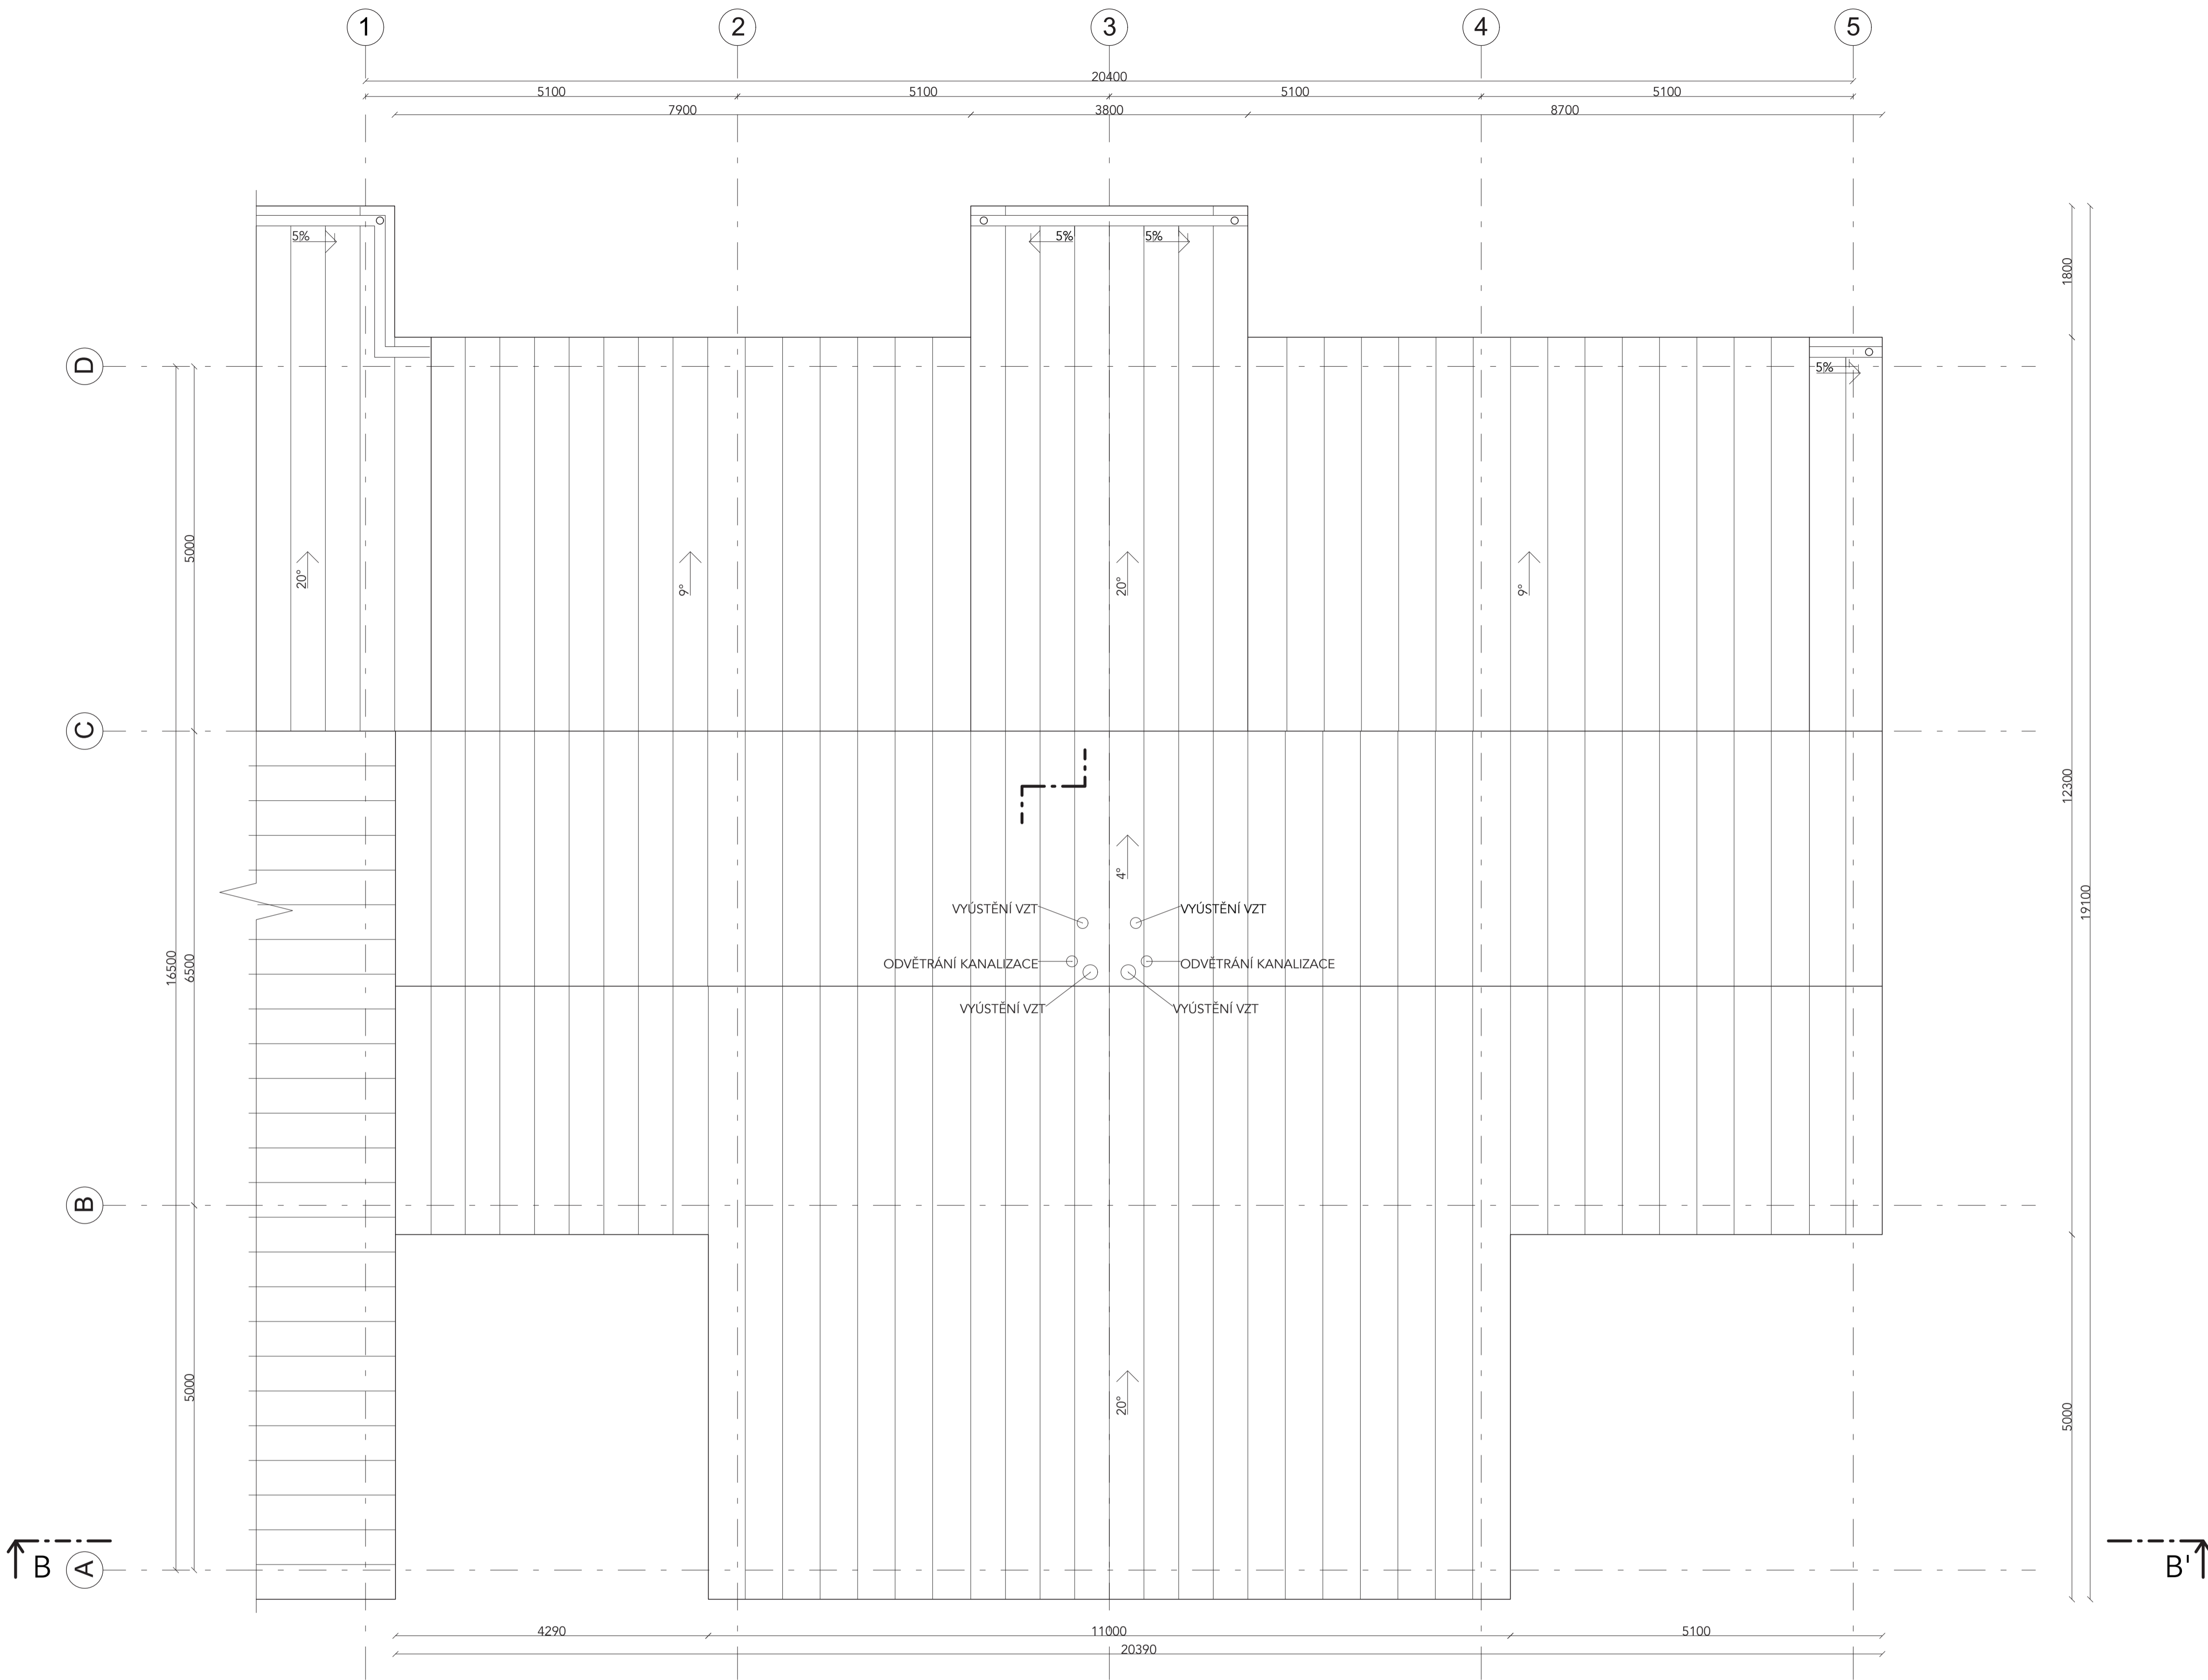 1
2
3
4
5
20400
5100
5100
5100
5100
7900
3800
8700
5%
5%
5%
1800
D
5%
5000
20°
9°
20°
9°
C
12300
4°
VYÚSTĚNÍ VZT
VYÚSTĚNÍ VZT
19100
16500
6500
ODVĚTRÁNÍ KANALIZACE
ODVĚTRÁNÍ KANALIZACE
VYÚSTĚNÍ VZT
VYÚSTĚNÍ VZT
B
5000
20°
5000
B
A
B'
4290
11000
5100
20390